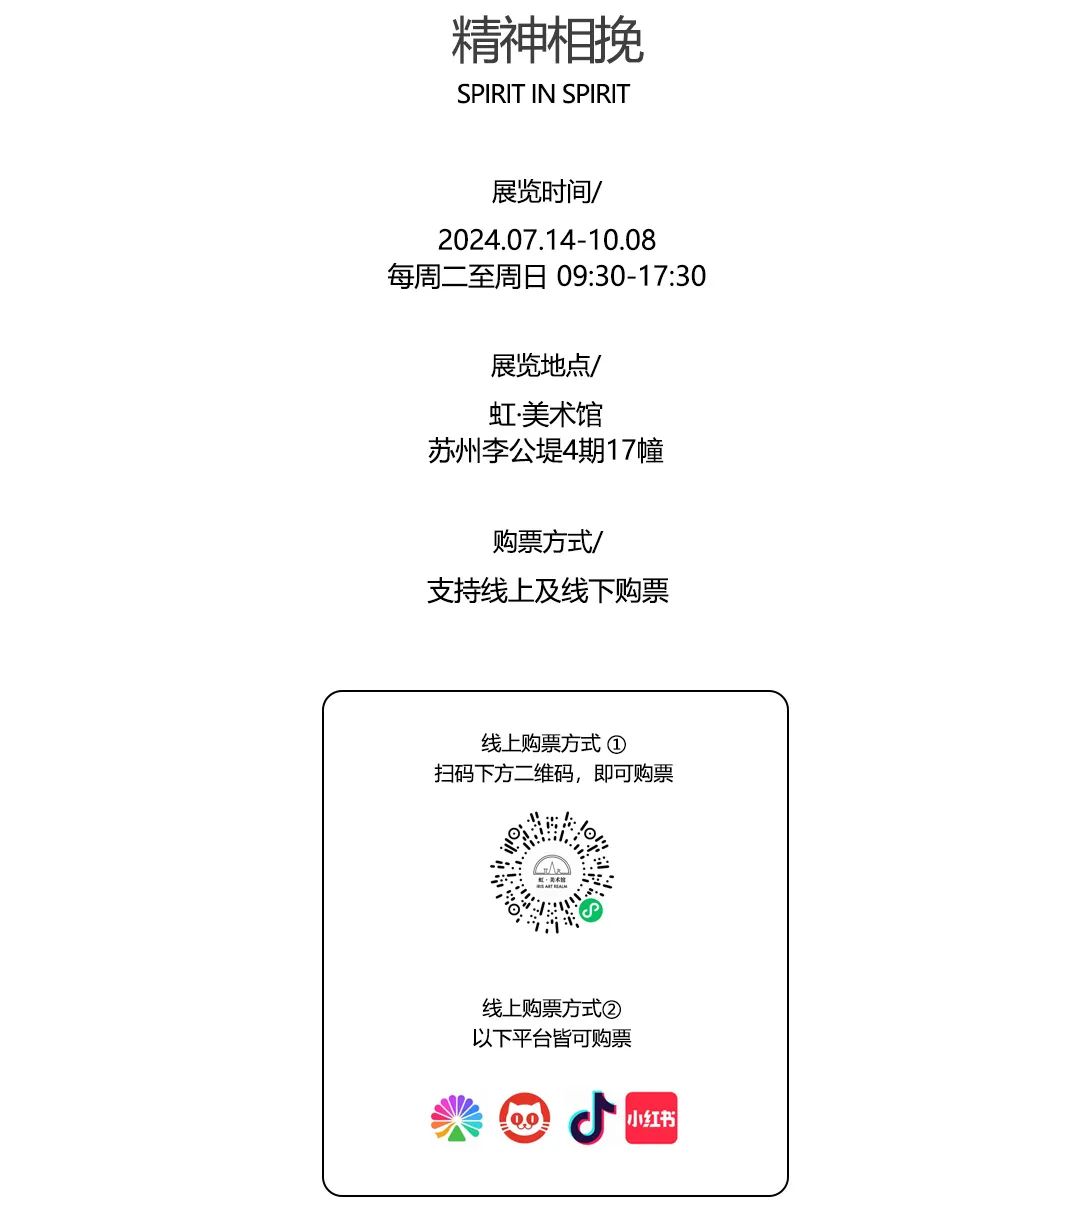 精神相挽
SPIRIT IN SPIRIT
展览时间/
2024.07.14-10.08
每周二至周日 09:30-17:30
展览地点/
虹·美术馆
苏州李公堤4期17幢
购票方式/
支持线上及线下购票
线上购票方式 ①
扫码下方二维码，即可购票
虹·美术馆
IRIS ART REALM
线上购票方式②
以下平台皆可购票
小红书